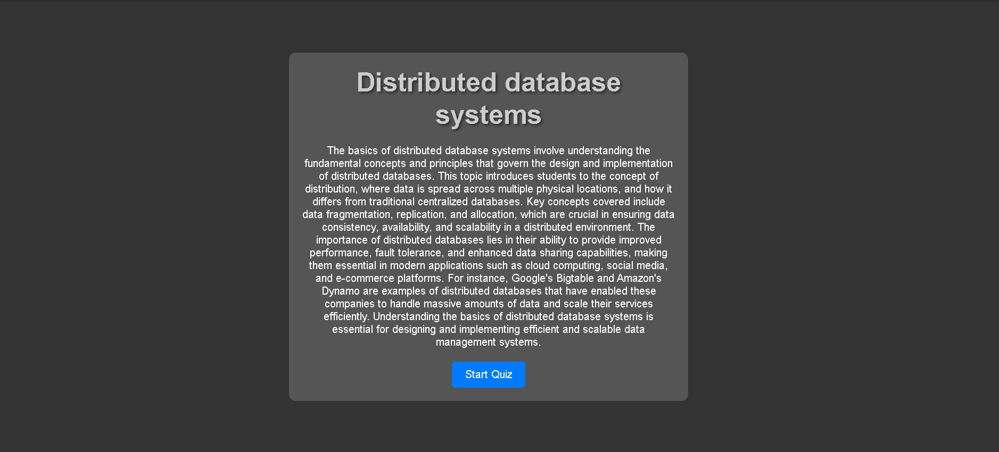 Distributed database
systems
The basics of distributed database systems involve understanding the
fundamental concepts and principles that govern the design and implementation
of distributed databases. This topic introduces students to the concept of
distribution, where data is spread across multiple physical locations, and how it
differs from traditional centralized databases. Key concepts covered include
data fragmentation, replication, and allocation, which are crucial in ensuring data
consistency, availability, and scalability in a distributed environment. The
importance of distributed databases lies in their ability to provide improved
performance, fault tolerance, and enhanced data sharing capabilities, making
them essential in modern applications such as cloud computing, social media,
and e-commerce platforms. For instance, Google's Bigtable and Amazon's
Dynamo are examples of distributed databases that have enabled these
companies to handle massive amounts of data and scale their services
efficiently. Understanding the basics of distributed database systems is
essential for designing and implementing efficient and scalable data
management systems.
Start Quiz